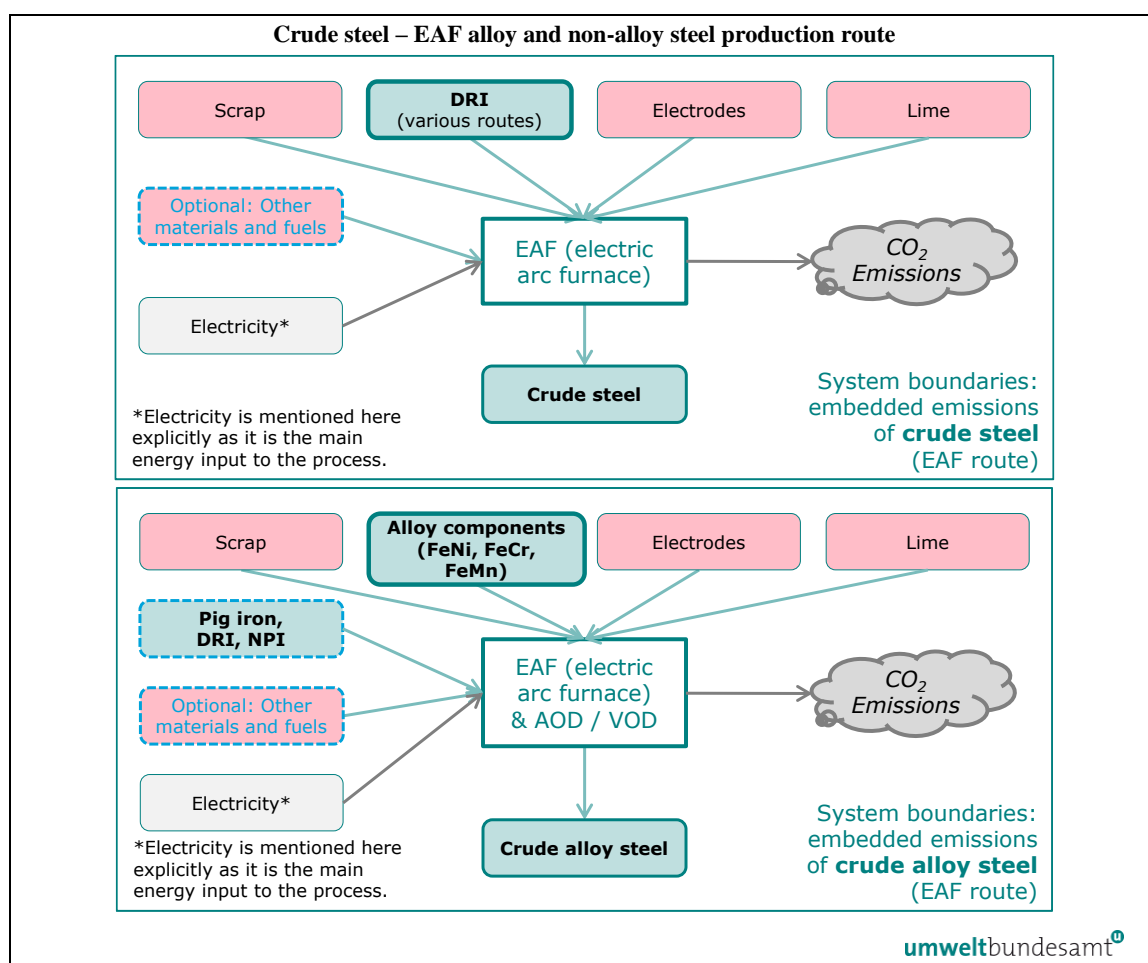 Crude steel – EAF alloy and non-alloy steel production route
Scrap
DRI
(various routes)
Electrodes
Lime
Optional: Other
materials and fuels
EAF (electric
arc furnace)
CO₂
Emissions
Electricity*
Crude steel
*Electricity is mentioned here
explicitly as it is the main
energy input to the process.
System boundaries:
embedded emissions
of crude steel
(EAF route)
Scrap
Alloy components
(FeNi, FeCr,
FeMn)
Electrodes
Lime
Pig iron,
DRI, NPI
EAF (electric
arc furnace)
& AOD / VOD
CO₂
Emissions
Optional: Other
materials and fuels
Electricity*
Crude alloy steel
*Electricity is mentioned here
explicitly as it is the main
energy input to the process.
System boundaries:
embedded emissions
of crude alloy steel
(EAF route)
umweltbundesamt
u